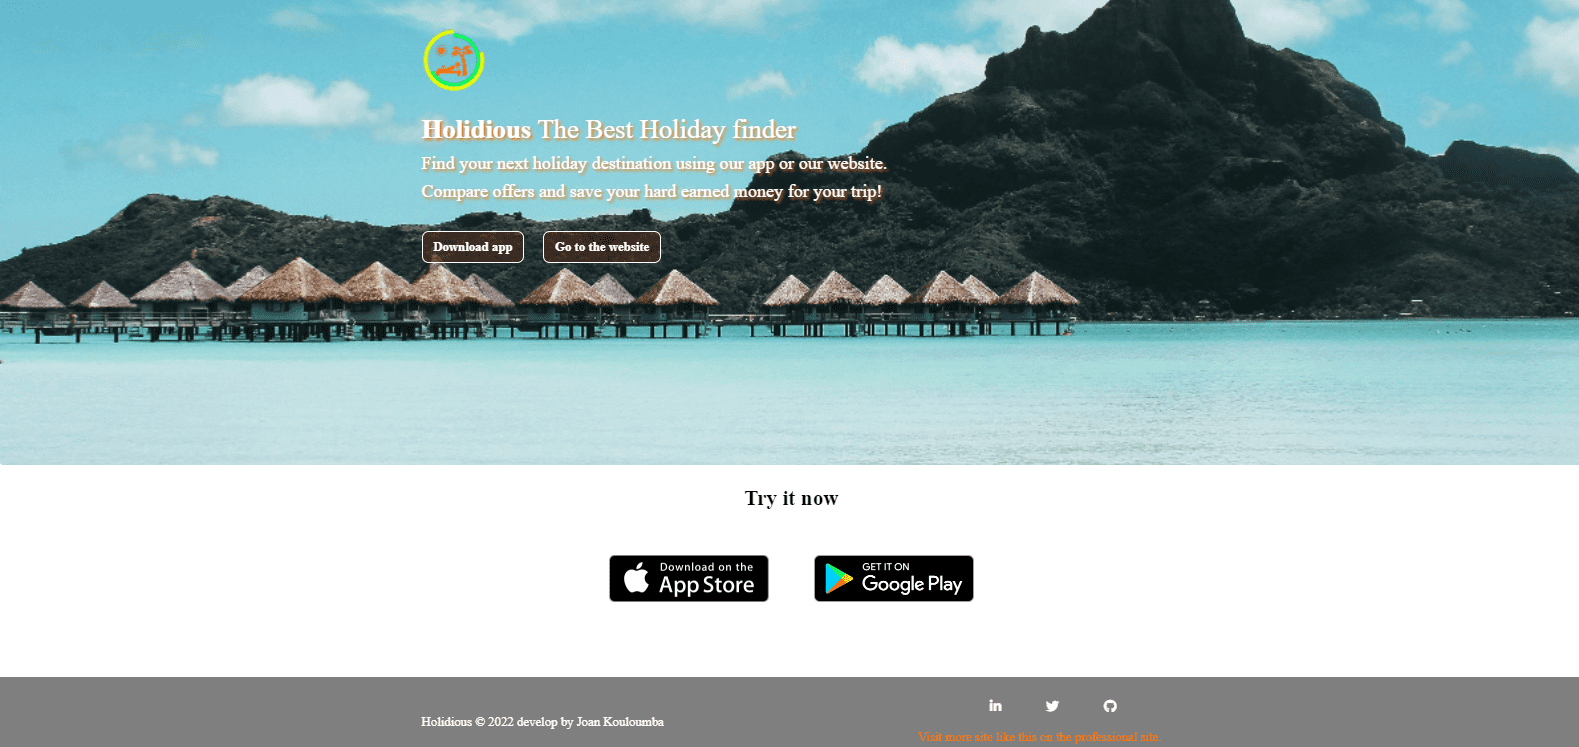 Holidious The Best Holiday finder
Find your next holiday destination using our app or our website.
Compare offers and save your hard earned money for your trip!
Download app
Go to the website
Try it now
Download on the
App Store
GET IT ON
Google Play
Holidious © 2022 develop by Joan Kouloumba
in
Visit more site like this on the professional site.